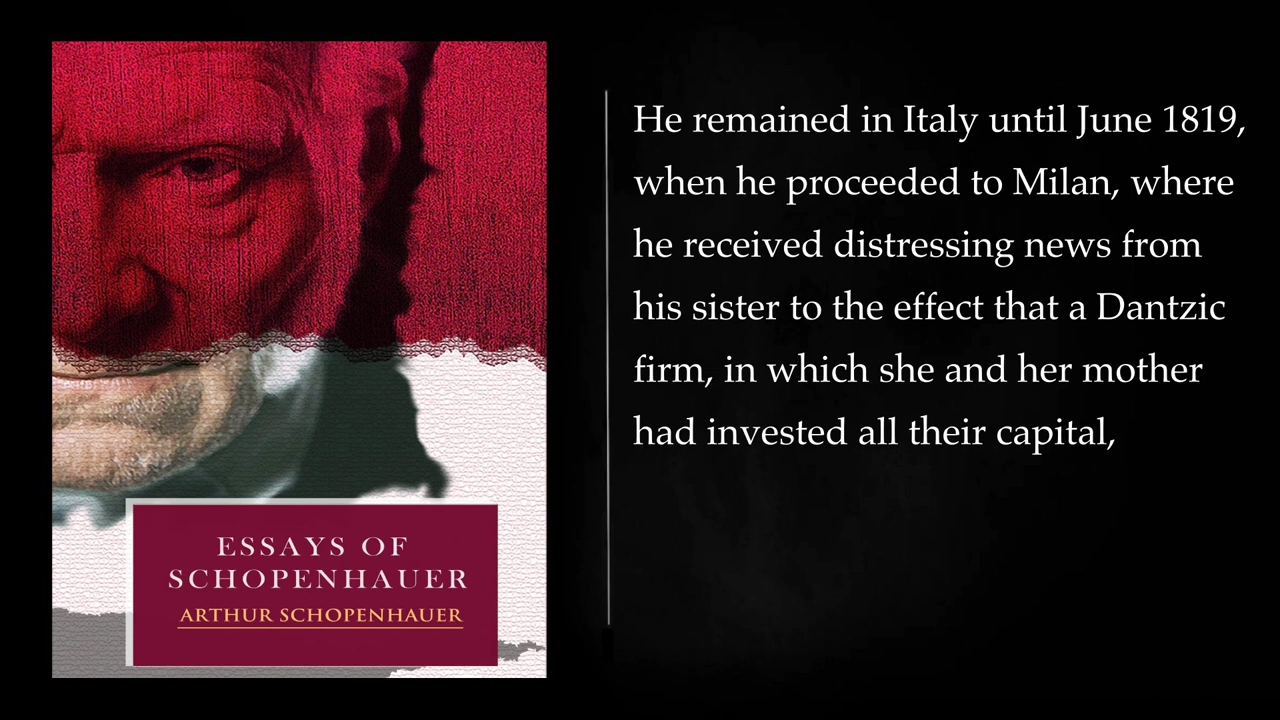 ESSAYS OF
SCHOPENHAUER
ARTHUR SCHOPENHAUER
He remained in Italy until June 1819,
when he proceeded to Milan, where
he received distressing news from
his sister to the effect that a Dantzic
firm, in which she and her mother
had invested all their capital,